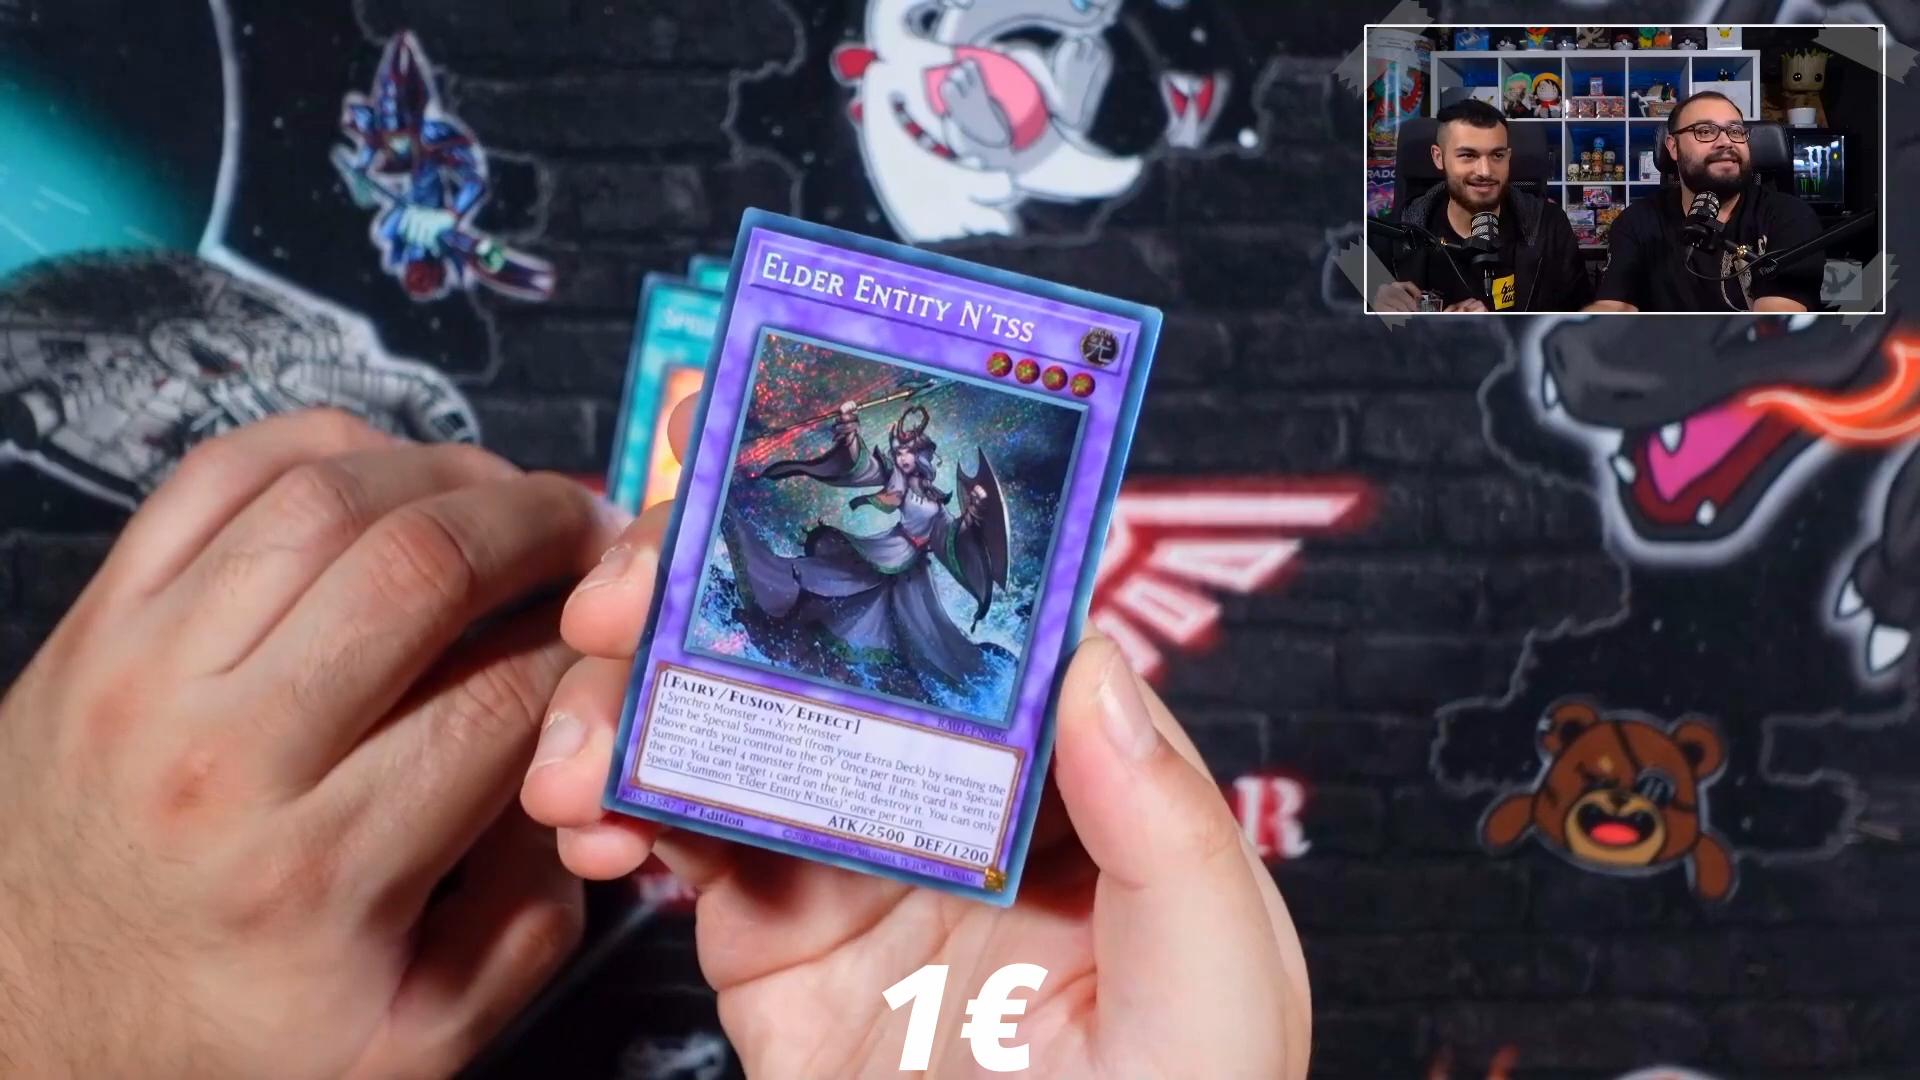 ELDER ENTITY N'TSS
光
[FAIRY/FUSION/EFFECT]
RA01-EN026
1 Synchro Monster + 1 Xyz Monster
Must be Special Summoned (from your Extra Deck) by sending the
above cards you control to the GY. Once per turn: You can Special
Summon 1 Level 4 monster from your hand. If this card is sent to
the GY: You can target 1 card on the field; destroy it. You can only
Special Summon "Elder Entity N'tss(s)" once per turn.
ATK/2500 DEF/1200
80532587 1st Edition
1€